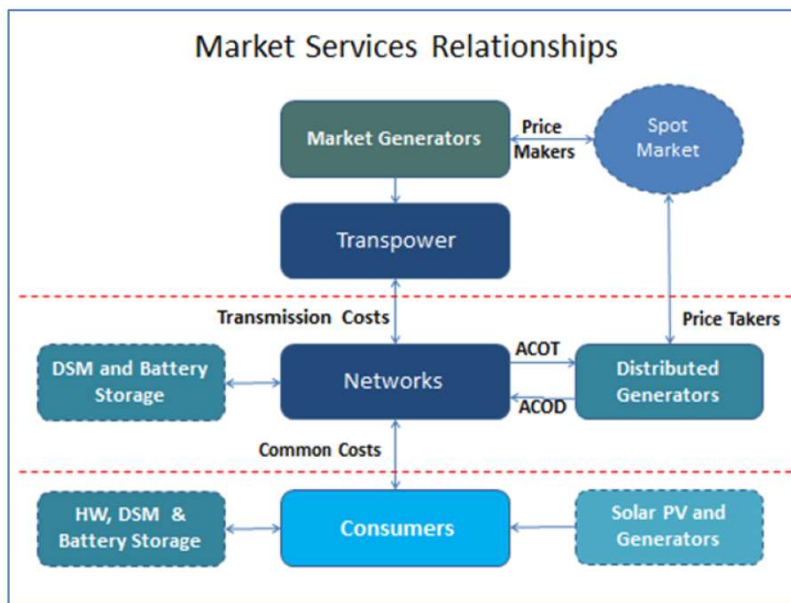 Market Services Relationships
Market Generators
Price
Makers
Spot
Market
Transpower
Transmission Costs
Price Takers
DSM and Battery
Storage
Networks
ACOT
ACOD
Distributed
Generators
Common Costs
HW, DSM &
Battery Storage
Consumers
Solar PV and
Generators